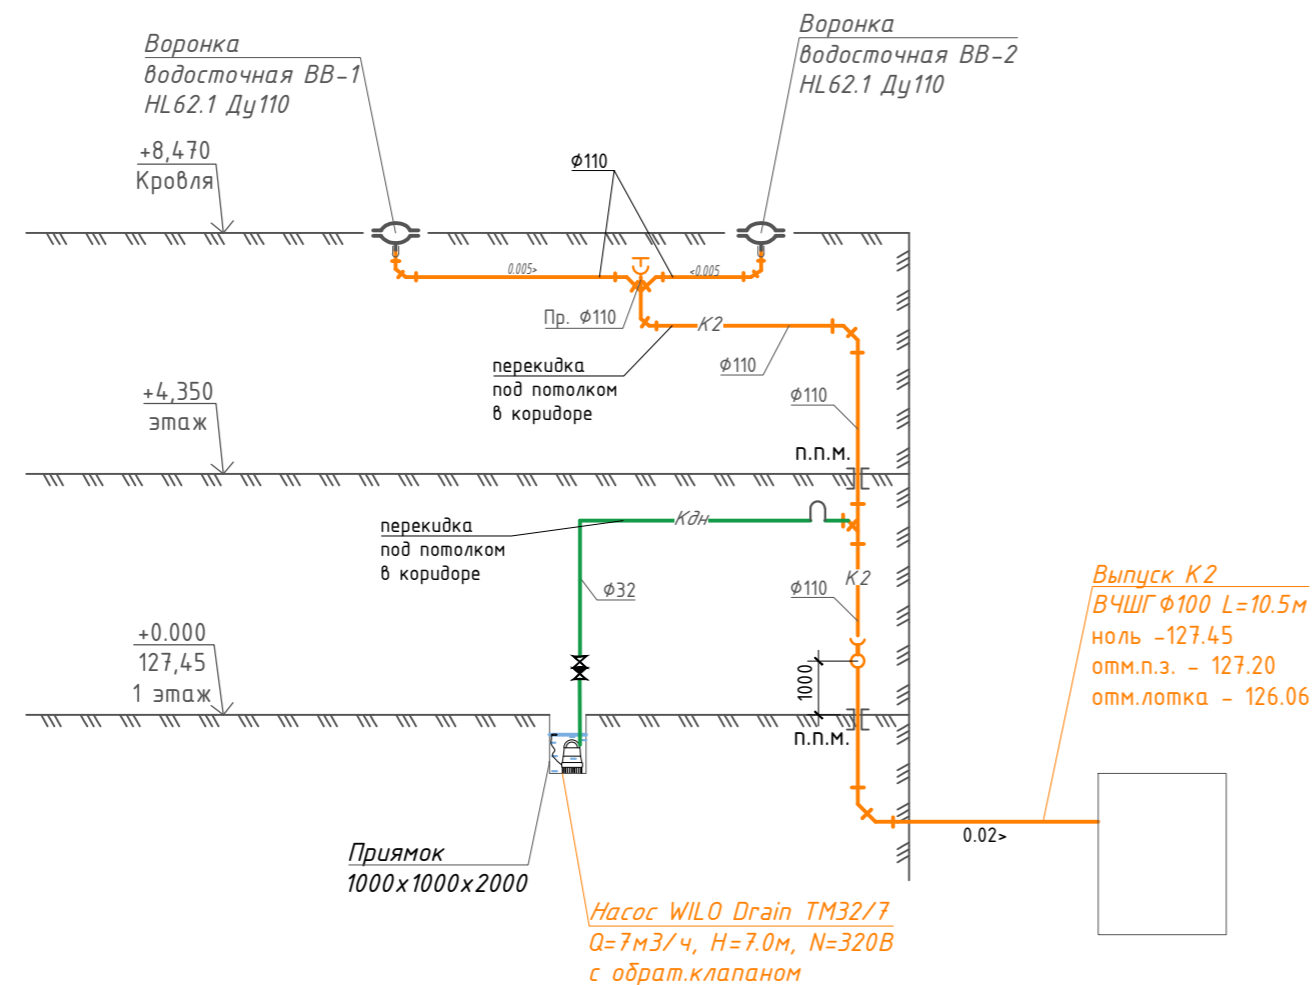 Воронка
водосточная ВВ-1
HL62.1 Ду110
Воронка
водосточная ВВ-2
HL62.1 Ду110
+8,470
Кровля
Ф110
0.005>
<0.005
Пр. Ф110
К2
перекидка
под потолком
в коридоре
Ф110
+4,350
этаж
Ф110
п.п.м.
перекидка
под потолком
в коридоре
Кдн
Ф32
К2
Ф110
Выпуск К2
ВЧШГ Ф100 L=10.5м
ноль -127.45
отм.п.з. - 127.20
отм.лотка - 126.06
+0.000
127,45
1 этаж
1000
п.п.м.
0.02>
Приямок
1000х1000х2000
Насос WILO Drain TM32/7
Q=7м3/ч, Н=7.0м, N=320В
с обрат.клапаном